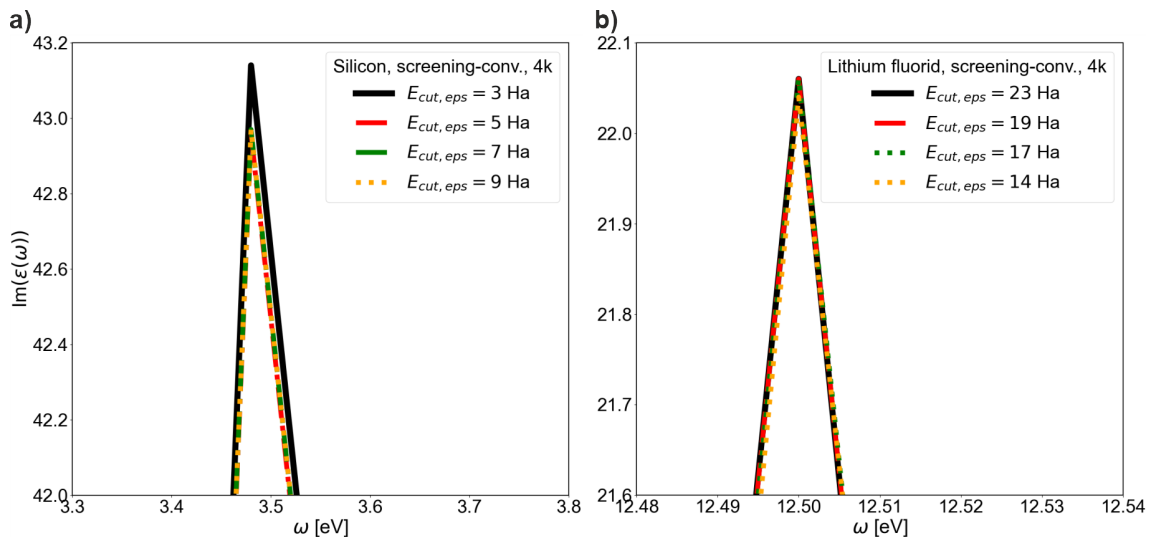 a)
43.2
43.0
42.8
42.6
42.4
42.2
42.0
Im(ε(ω))
3.3
3.4
3.5
3.6
3.7
3.8
ω [eV]
Silicon, screening-conv., 4k
E_cut,eps = 3 Ha
E_cut,eps = 5 Ha
E_cut,eps = 7 Ha
E_cut,eps = 9 Ha
b)
22.1
22.0
21.9
21.8
21.7
21.6
12.48
12.49
12.50
12.51
12.52
12.53
12.54
ω [eV]
Lithium fluorid, screening-conv., 4k
E_cut,eps = 23 Ha
E_cut,eps = 19 Ha
E_cut,eps = 17 Ha
E_cut,eps = 14 Ha